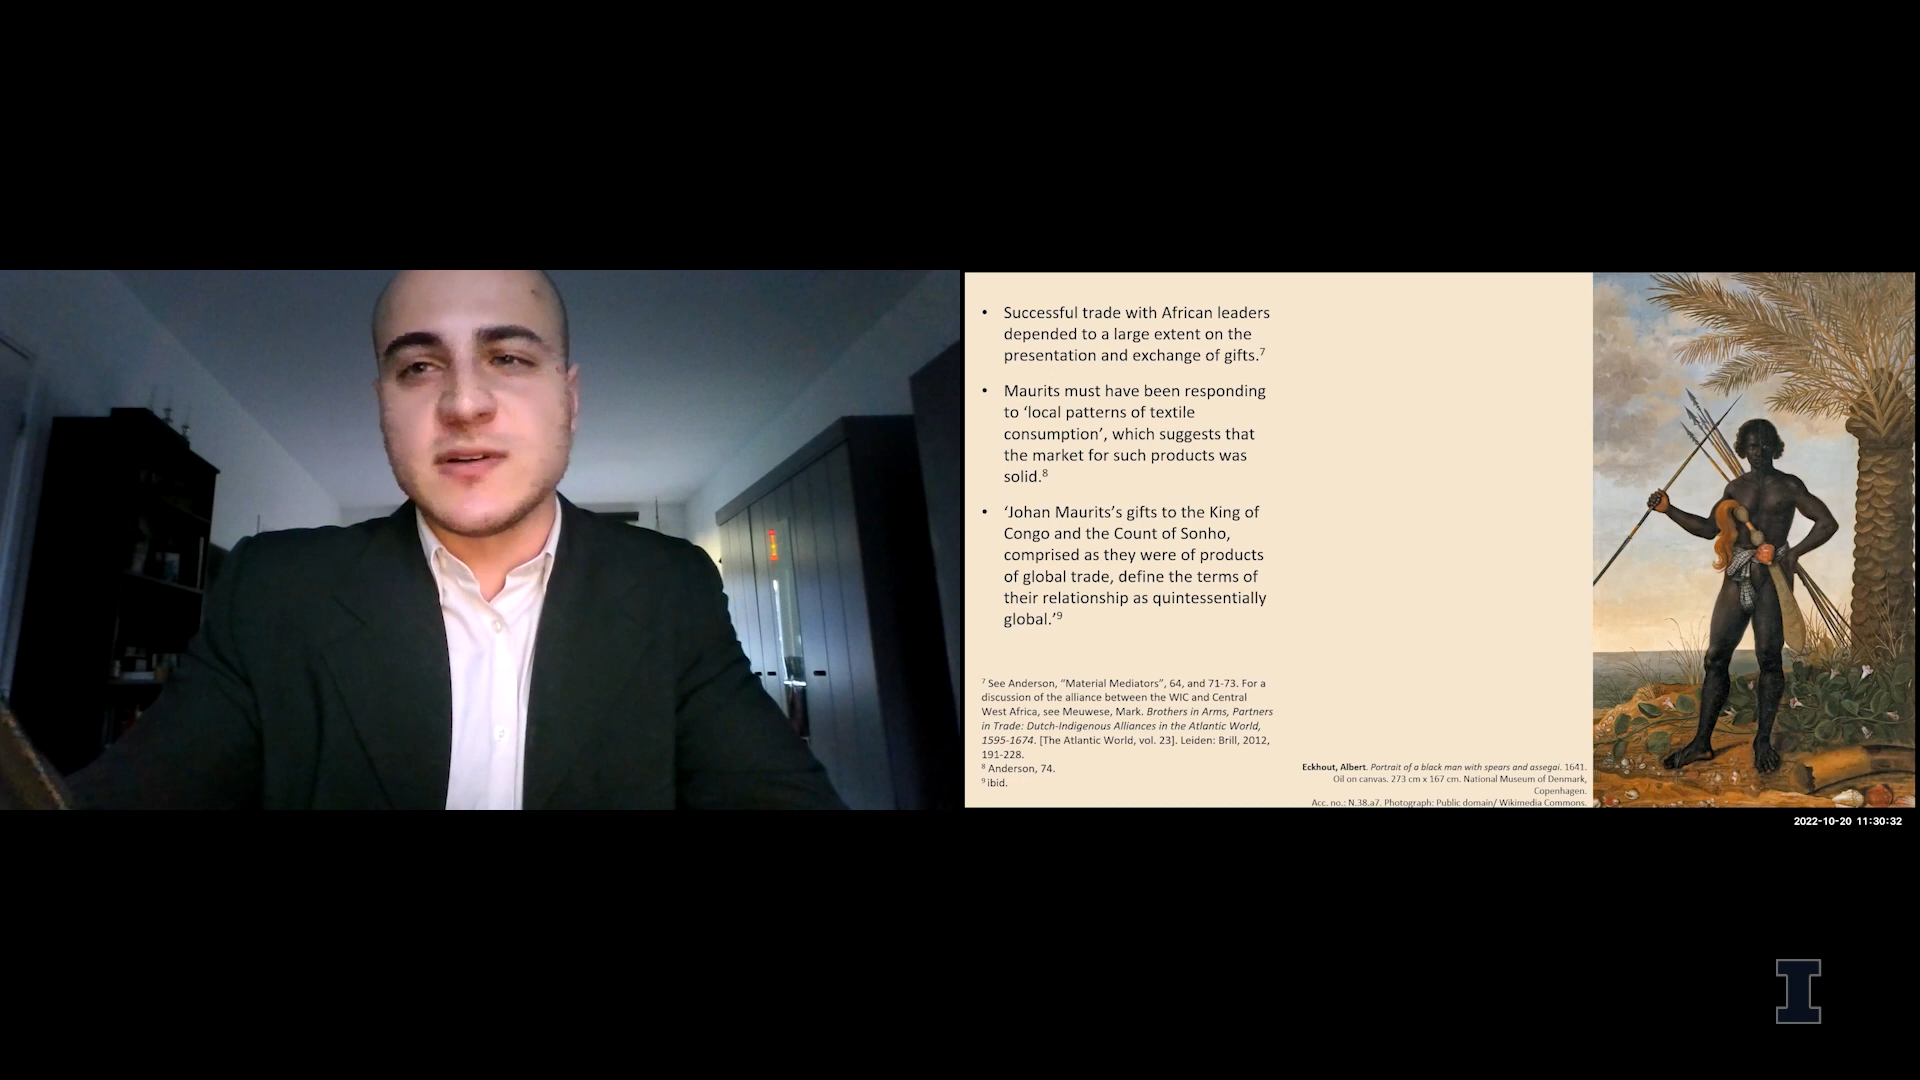 • Successful trade with African leaders
depended to a large extent on the
presentation and exchange of gifts.7
• Maurits must have been responding
to ‘local patterns of textile
consumption’, which suggests that
the market for such products was
solid.8
• ‘Johan Maurits’s gifts to the King of
Congo and the Count of Sonho,
comprised as they were of products
of global trade, define the terms of
their relationship as quintessentially
global.’9
7 See Anderson, “Material Mediators”, 64, and 71-73. For a
discussion of the alliance between the WIC and Central
West Africa, see Meuwese, Mark. Brothers in Arms, Partners
in Trade: Dutch-Indigenous Alliances in the Atlantic World,
1595-1674. [The Atlantic World, vol. 23]. Leiden: Brill, 2012,
191-228.
8 Anderson, 74.
9 ibid.
Eckhout, Albert. Portrait of a black man with spears and assegai. 1641.
Oil on canvas. 273 cm x 167 cm. National Museum of Denmark,
Copenhagen.
Acc. no.: N.38.a7. Photograph: Public domain/ Wikimedia Commons.
2022-10-20 11:30:32
I